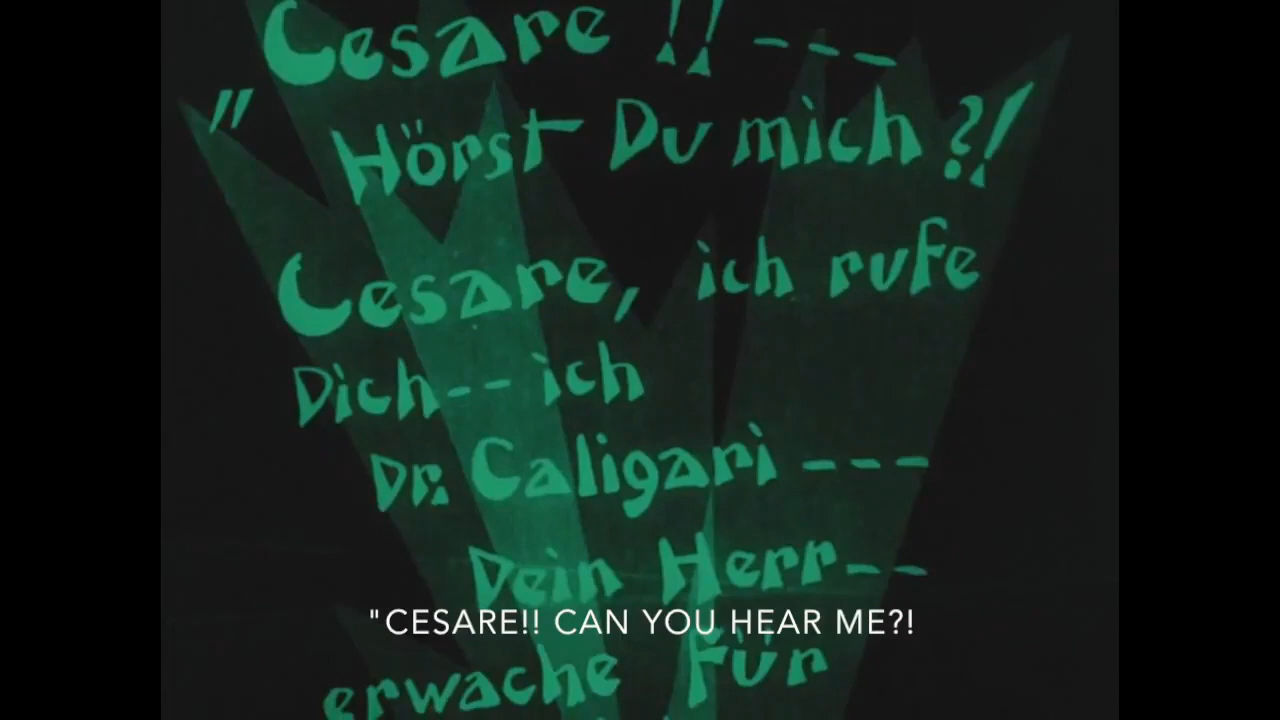 Cesare !! - - -
" Hörst Du mich ?!
Cesare, ich rufe
Dich - - ich
Dr. Caligari - - -
Dein Herr - -
"CESARE!! CAN YOU HEAR ME?!
erwache für